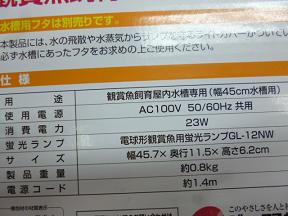 水槽用フタは別売りです。
本製品には、水の飛散や水蒸気からランプを
必ず水槽にあったフタをお求めの上ご使用ください。
仕様
用途 観賞魚飼育屋内水槽専用(幅45cm水槽用)
使用電源 AC100V 50/60Hz 共用
消費電力 23W
蛍光ランプ 電球形観賞魚用蛍光ランプGL-12NW
サイズ 幅45.7×奥行11.5×高さ6.2cm
製品重量 約0.8kg
電源コード 約1.4m